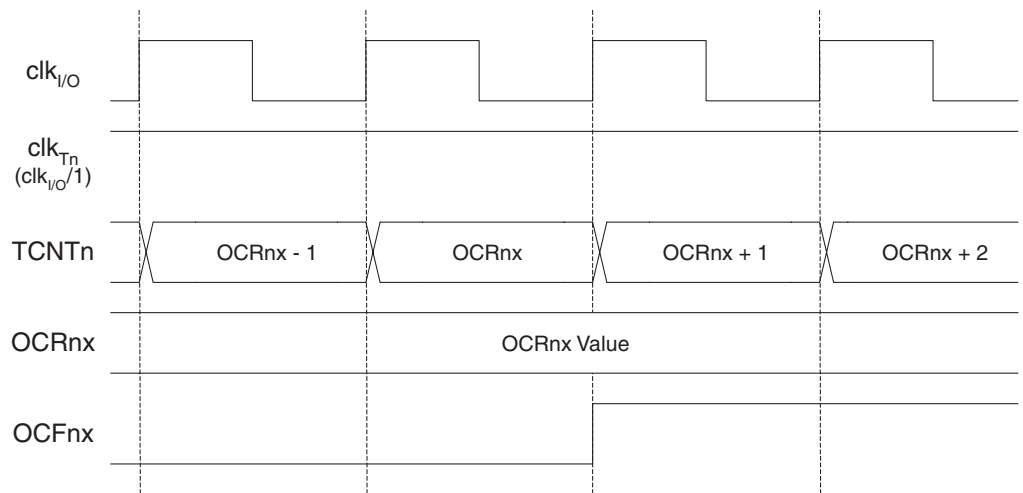 clkI/O
clkTn
(clkI/O/1)
TCNTn
OCRnx - 1
OCRnx
OCRnx + 1
OCRnx + 2
OCRnx
OCRnx Value
OCFnx